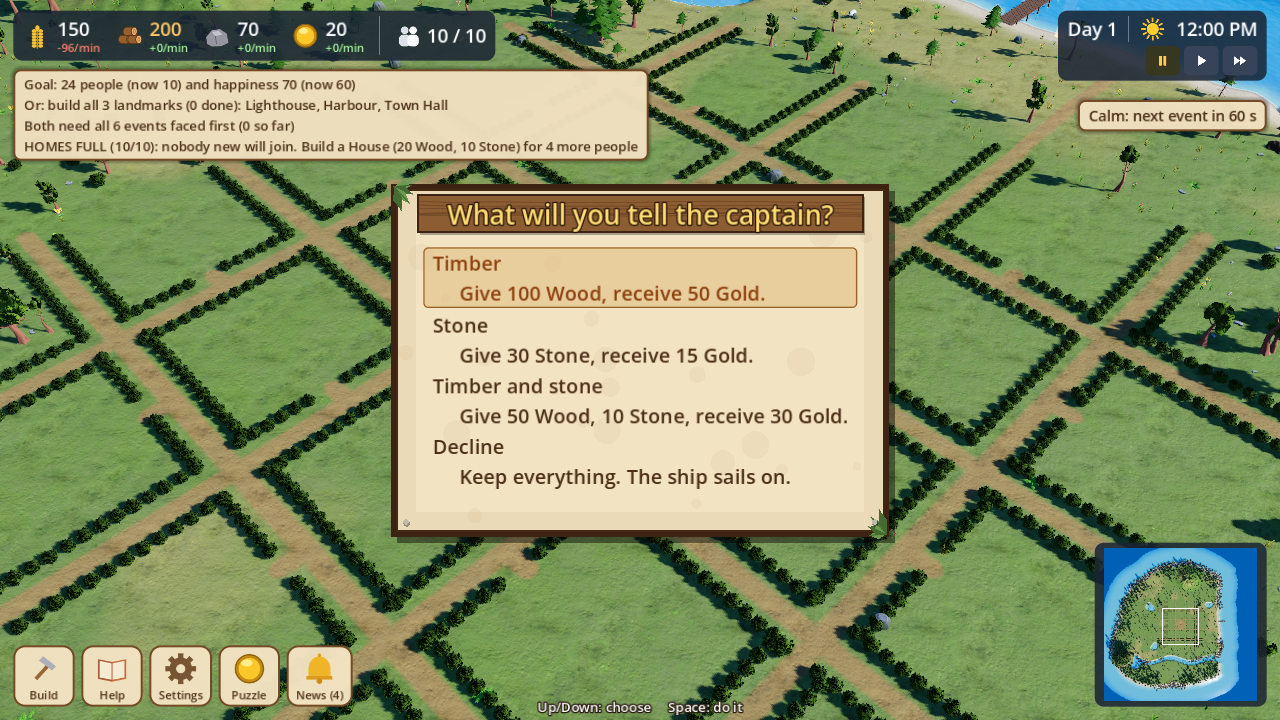 150
-96/min
200
+0/min
70
+0/min
20
+0/min
10 / 10
Day 1
12:00 PM
Goal: 24 people (now 10) and happiness 70 (now 60)
Or: build all 3 landmarks (0 done): Lighthouse, Harbour, Town Hall
Both need all 6 events faced first (0 so far)
HOMES FULL (10/10): nobody new will join. Build a House (20 Wood, 10 Stone) for 4 more people
Calm: next event in 60 s
What will you tell the captain?
Timber
Give 100 Wood, receive 50 Gold.
Stone
Give 30 Stone, receive 15 Gold.
Timber and stone
Give 50 Wood, 10 Stone, receive 30 Gold.
Decline
Keep everything. The ship sails on.
Build
Help
Settings
Puzzle
News (4)
Up/Down: choose Space: do it